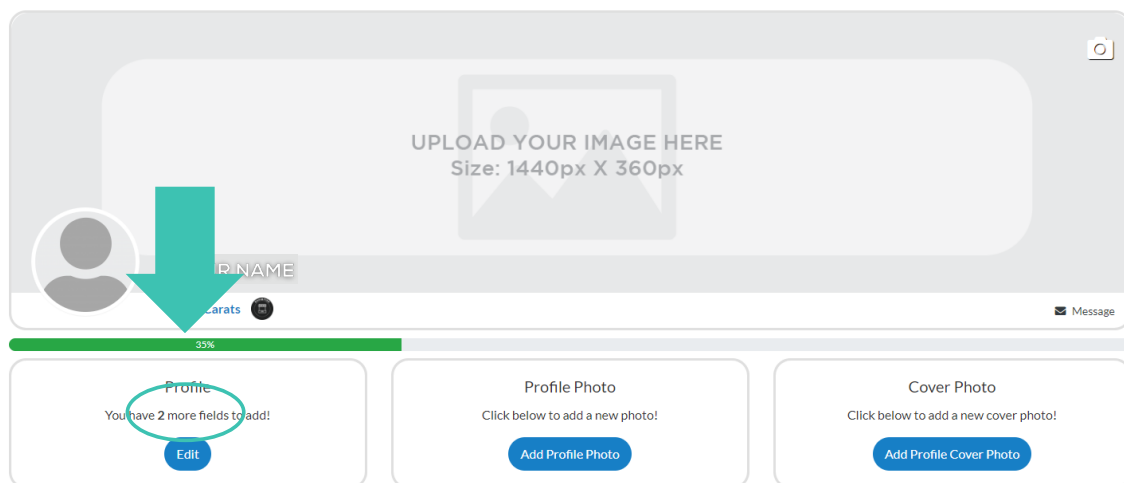 UPLOAD YOUR IMAGE HERE
Size: 1440px X 360px
NAME
Carats
Message
35%
Profile
Profile Photo
Cover Photo
You have 2 more fields to add!
Click below to add a new photo!
Click below to add a new cover photo!
Edit
Add Profile Photo
Add Profile Cover Photo